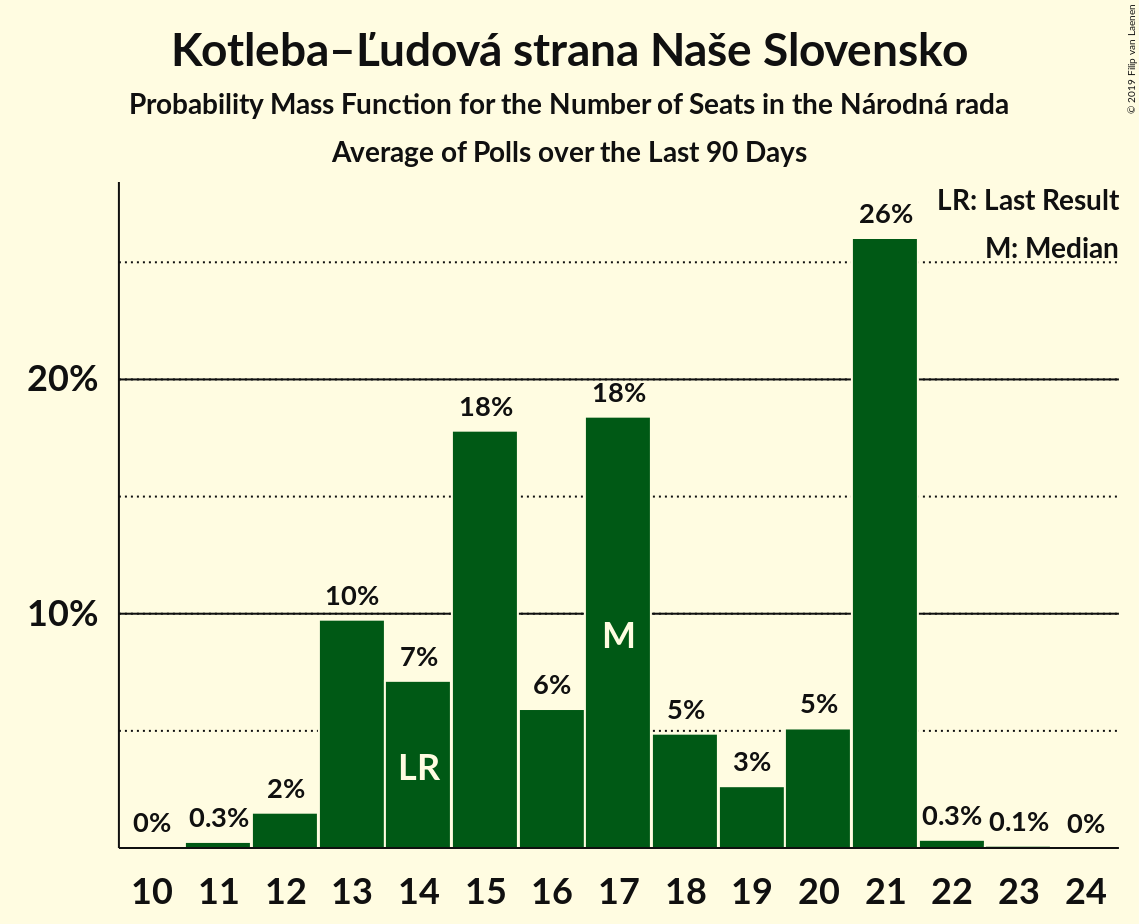 Kotleba–Ľudová strana Naše Slovensko
Probability Mass Function for the Number of Seats in the Národná rada
Average of Polls over the Last 90 Days
© 2019 Filip van Laenen
LR: Last Result
M: Median
26%
20%
18%
18%
10%
10%
7%
6%
5%
5%
3%
2%
0%
0.3%
0.3%
0.1%
0%
M
LR
10 11 12 13 14 15 16 17 18 19 20 21 22 23 24